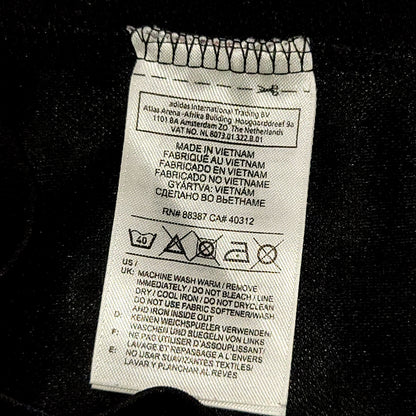 adidas International Trading BV
Atlas Arena -Afrika Building Hoogoorddreef 9a
1101 BA Amsterdam ZO The Netherlands
VAT NO. NL 8073.01.322.B.01
MADE IN VIETNAM
FABRIQUÉ AU VIETNAM
FABRICADO EN VIETNAM
FABRICADO NO VIETNAME
GYÁRTVA: VIETNÁM
СДЕЛАНО ВО ВЬЕТНАМЕ
RN# 88387 CA# 40312
40
US /
UK: MACHINE WASH WARM / REMOVE
IMMEDIATELY / DO NOT BLEACH / LINE
DRY / COOL IRON / DO NOT DRYCLEAN
DO NOT USE FABRIC SOFTENER/WASH
AND IRON INSIDE OUT
D: KEINEN WEICHSPUELER VERWENDEN/
WASCHEN UND BUEGELN VON LINKS
F: NE PAS UTILISER D'ASSOUPLISSANT/
LAVAGE ET REPASSAGE A L'ENVERS
E: NO USAR SUAVIZANTES TEXTILES/
LAVAR Y PLANCHAR AL REVÉS